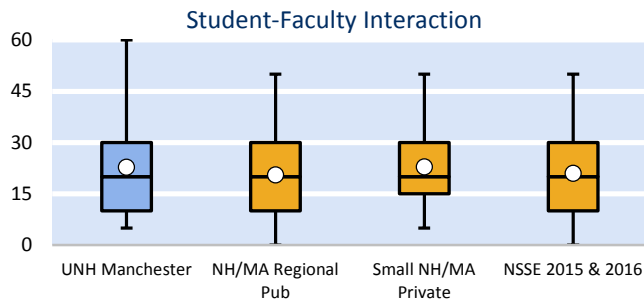 Student-Faculty Interaction
60
45
30
15
0
UNH Manchester
NH/MA Regional
Pub
Small NH/MA
Private
NSSE 2015 & 2016